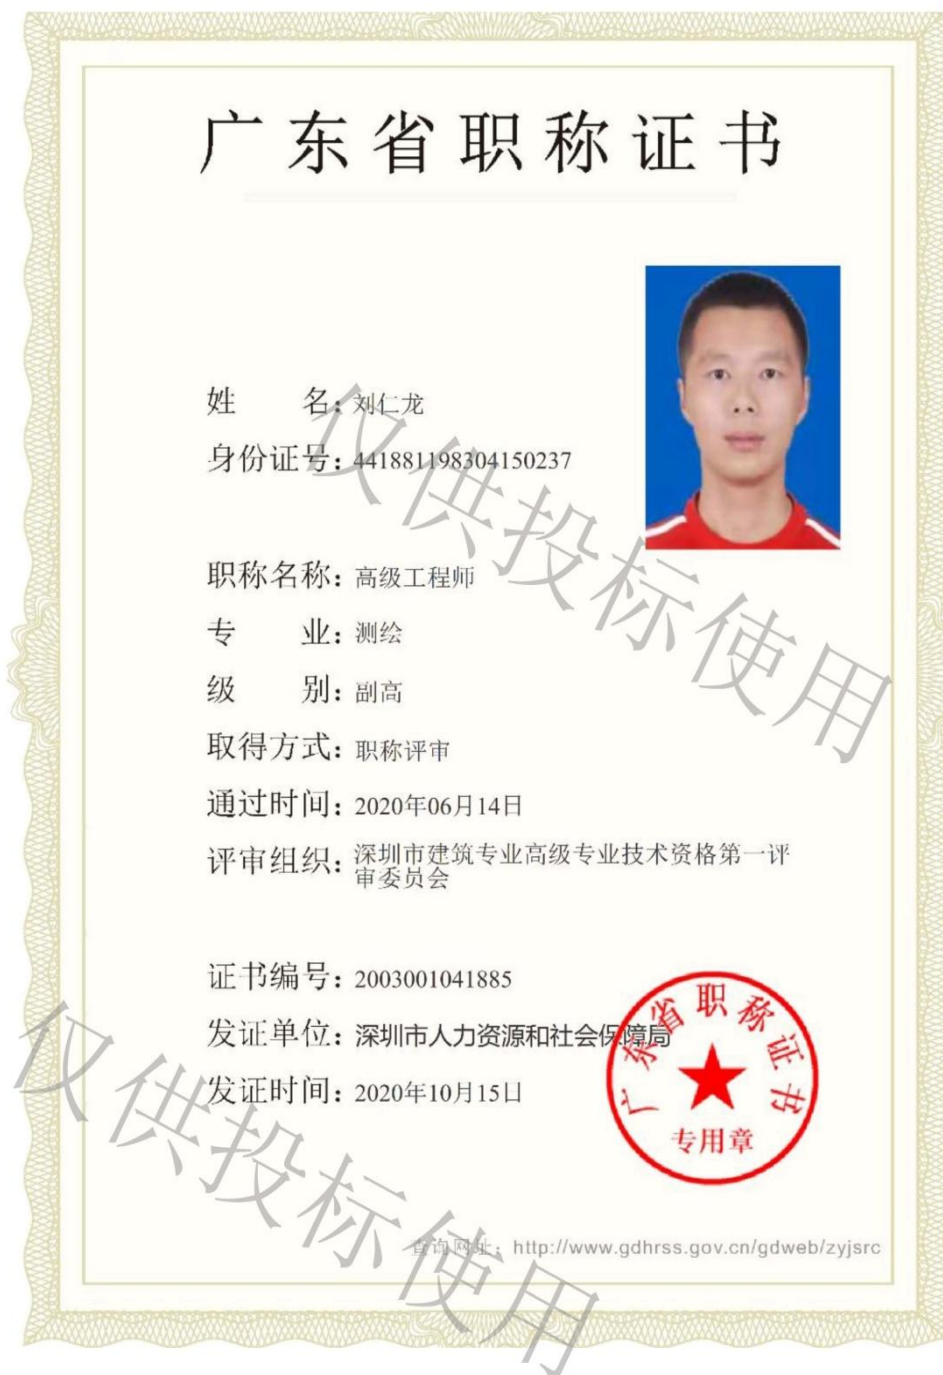 广东省职称证书
姓 名：刘仁龙
身份证号：441881198304150237
职称名称：高级工程师
专 业：测绘
级 别：副高
取得方式：职称评审
通过时间：2020年06月14日
评审组织：深圳市建筑专业高级专业技术资格第一评
审委员会
证书编号：2003001041885
发证单位：深圳市人力资源和社会保障局
发证时间：2020年10月15日
广东省职称证书
专用章
查询网址：http://www.gdhrss.gov.cn/gdweb/zyjsrc
仅供投标使用
仅供投标使用